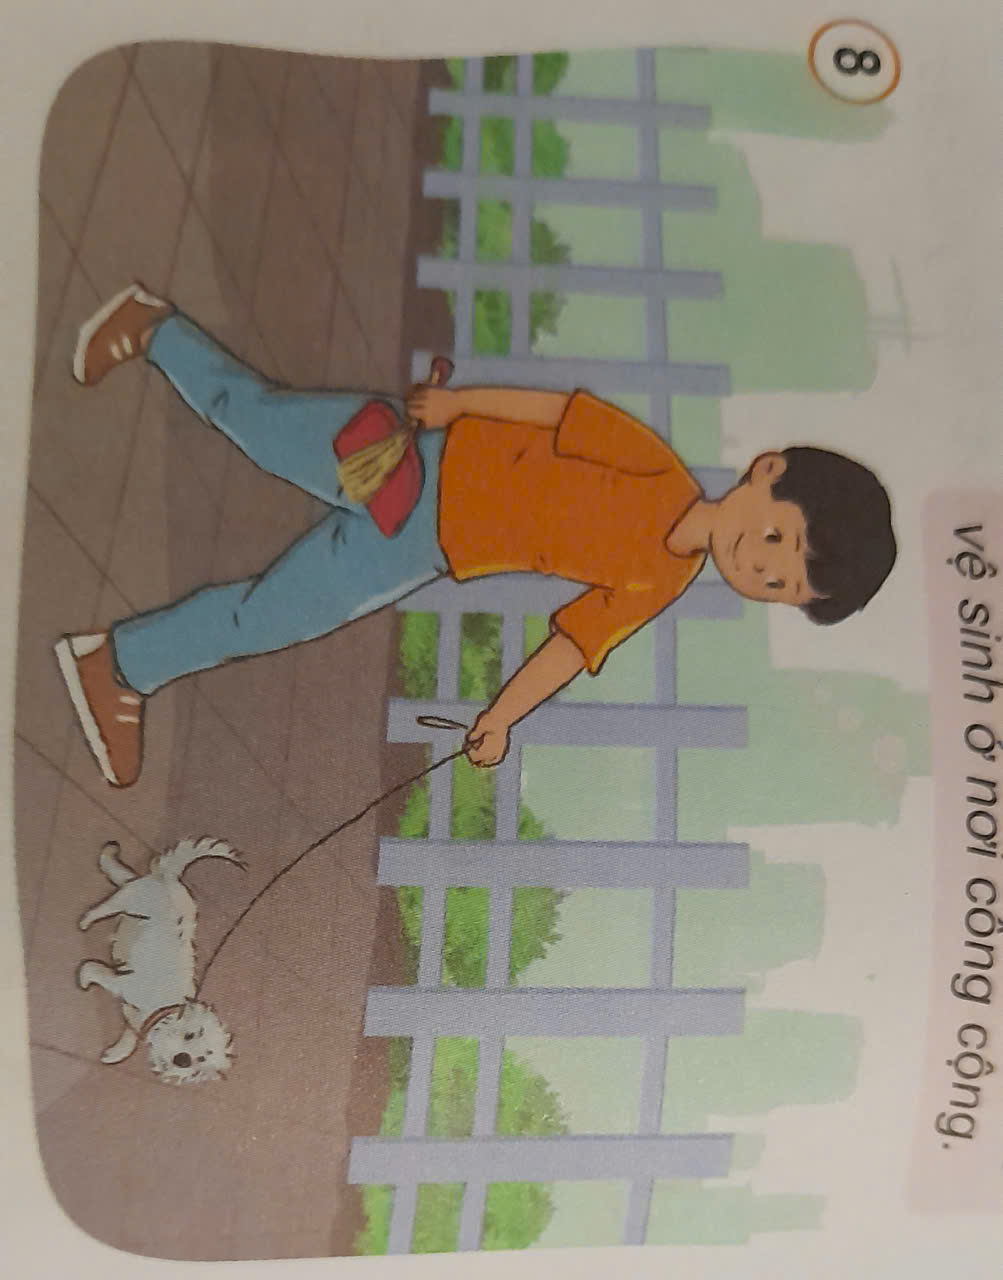 vệ sinh ở nơi công cộng.
8